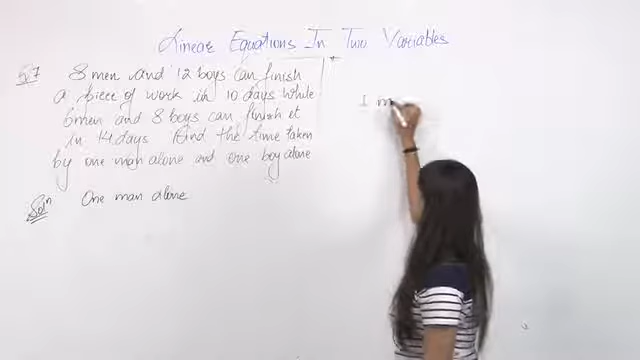 Linear Equations In Two Variables
Q7 8 men and 12 boys can finish
a piece of work in 10 days while
6 men and 8 boys can finish it
in 14 days find the time taken
by one man alone and one boy alone
Solⁿ One man alone
1 m